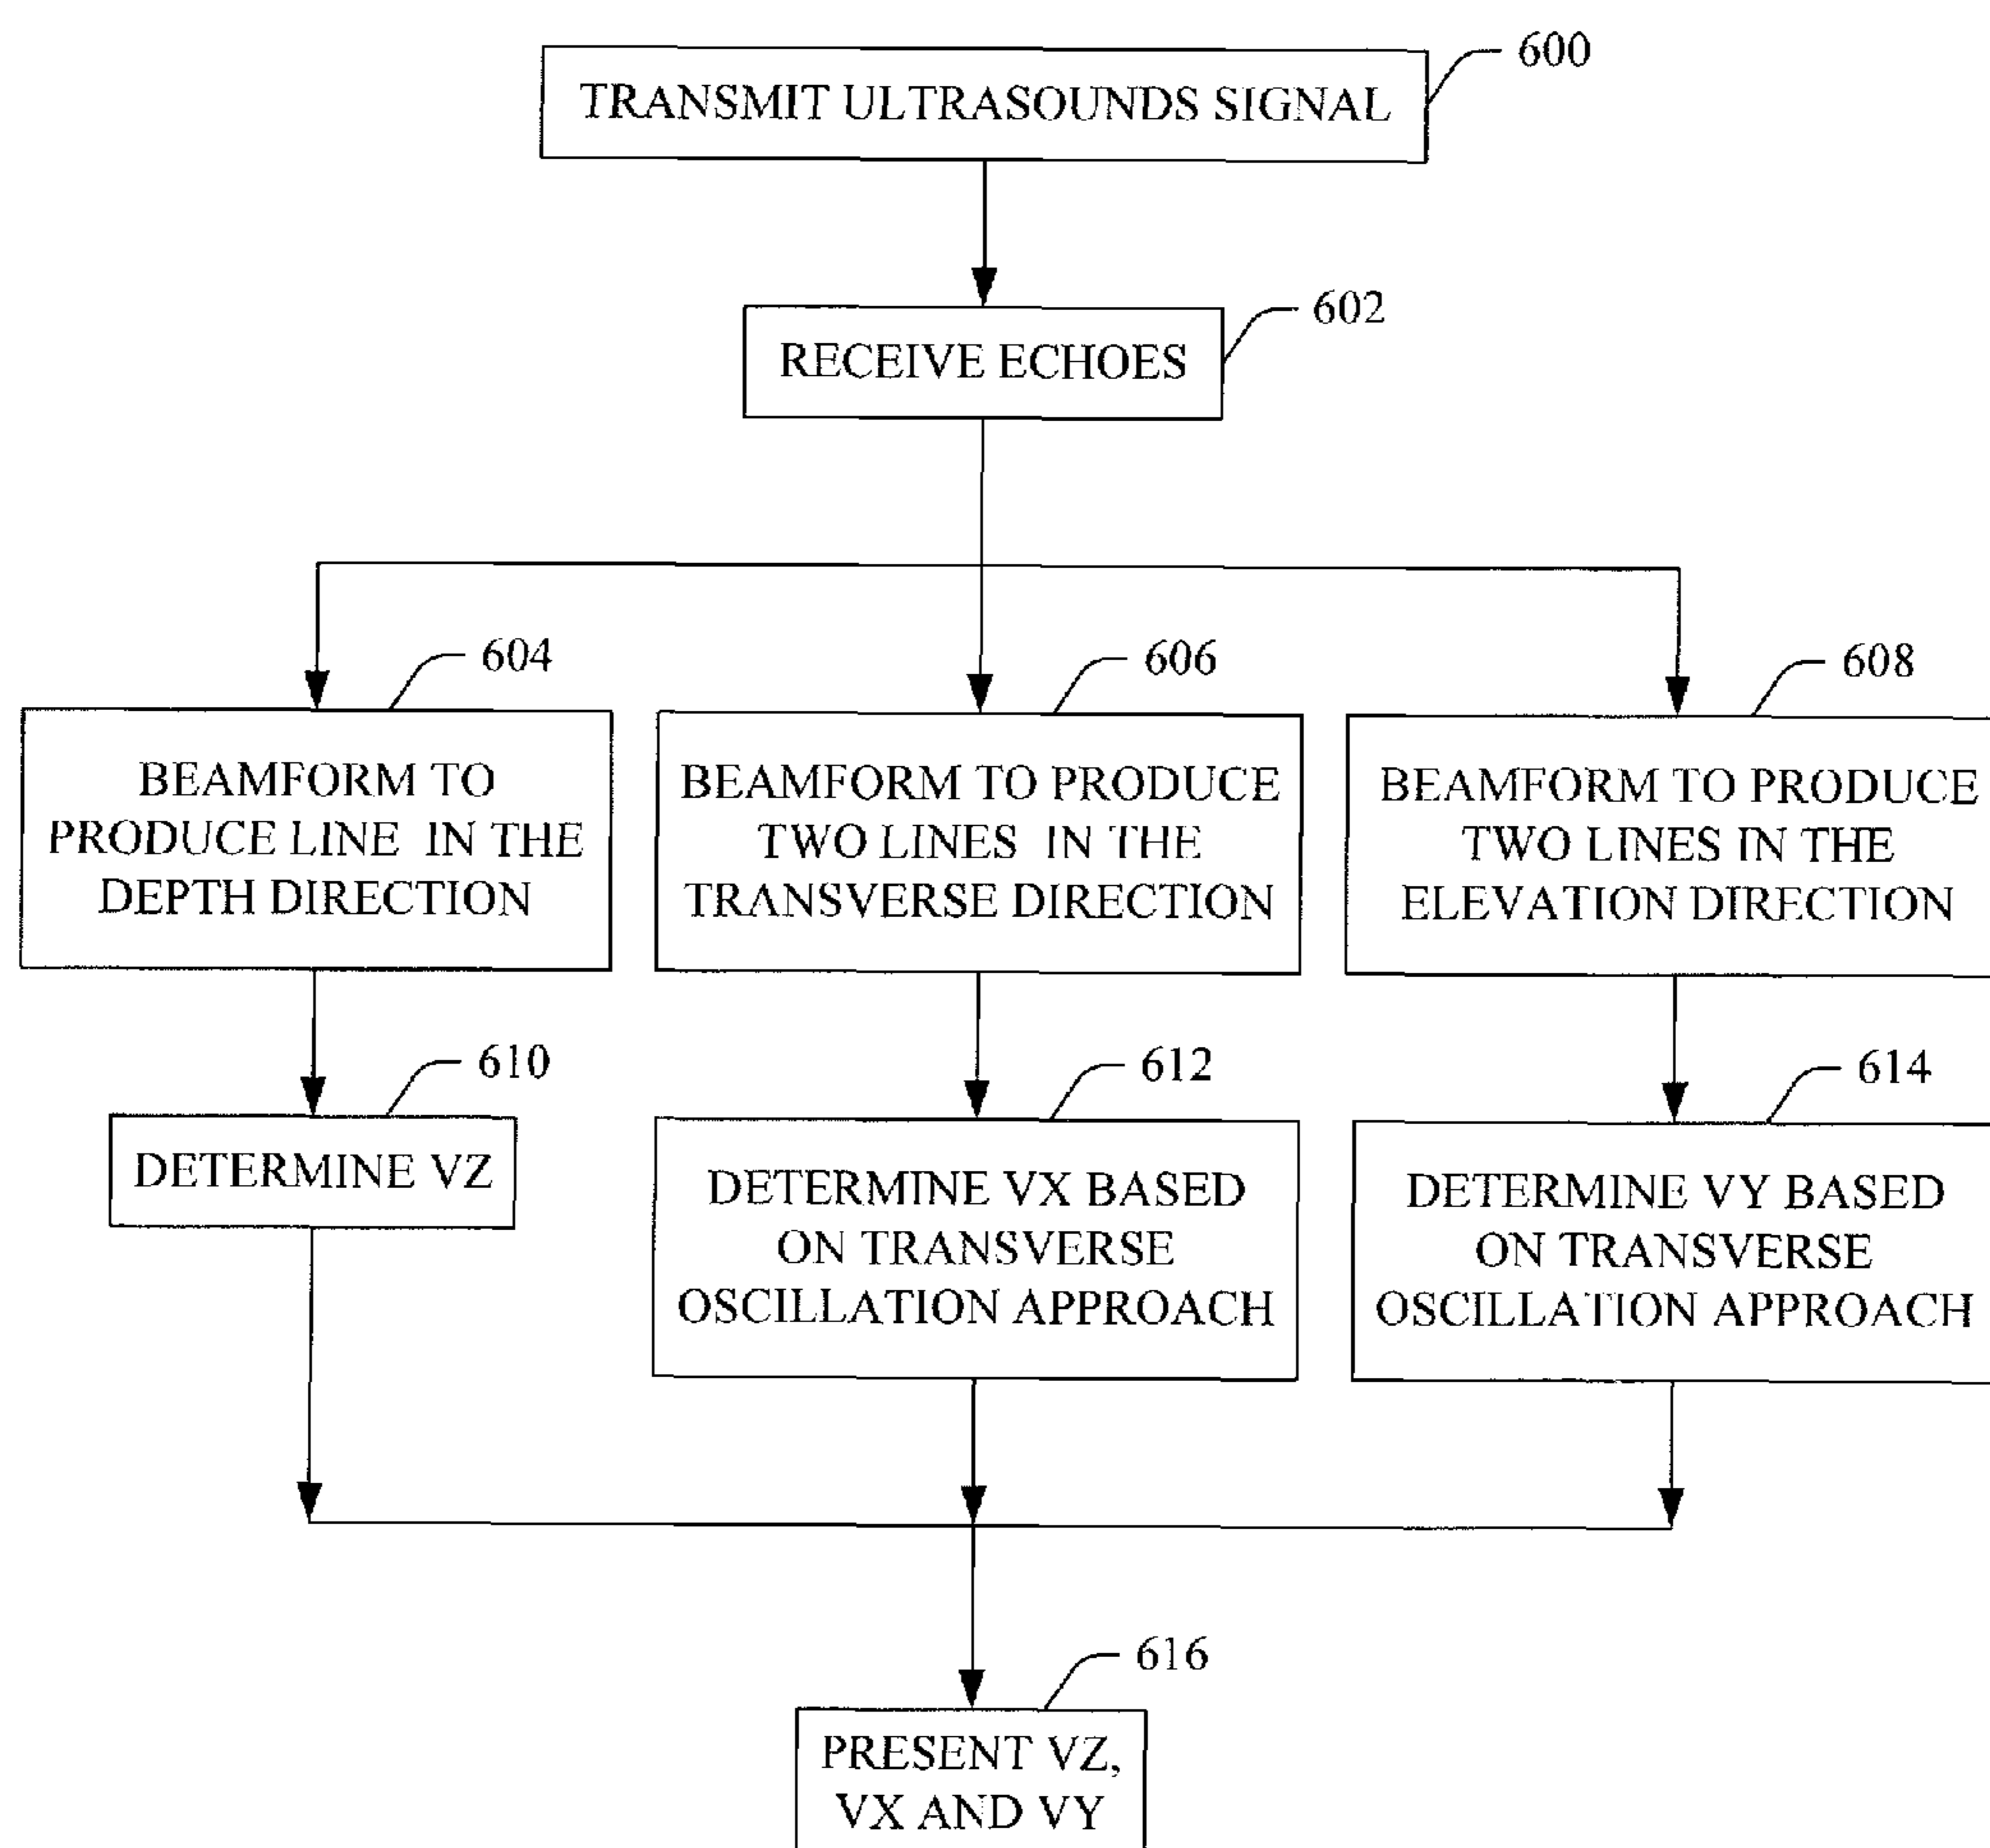 600
TRANSMIT ULTRASOUNDS SIGNAL
602
RECEIVE ECHOES
604
BEAMFORM TO
PRODUCE LINE IN THE
DEPTH DIRECTION
606
BEAMFORM TO PRODUCE
TWO LINES IN THE
TRANSVERSE DIRECTION
608
BEAMFORM TO PRODUCE
TWO LINES IN THE
ELEVATION DIRECTION
610
DETERMINE VZ
612
DETERMINE VX BASED
ON TRANSVERSE
OSCILLATION APPROACH
614
DETERMINE VY BASED
ON TRANSVERSE
OSCILLATION APPROACH
616
PRESENT VZ,
VX AND VY